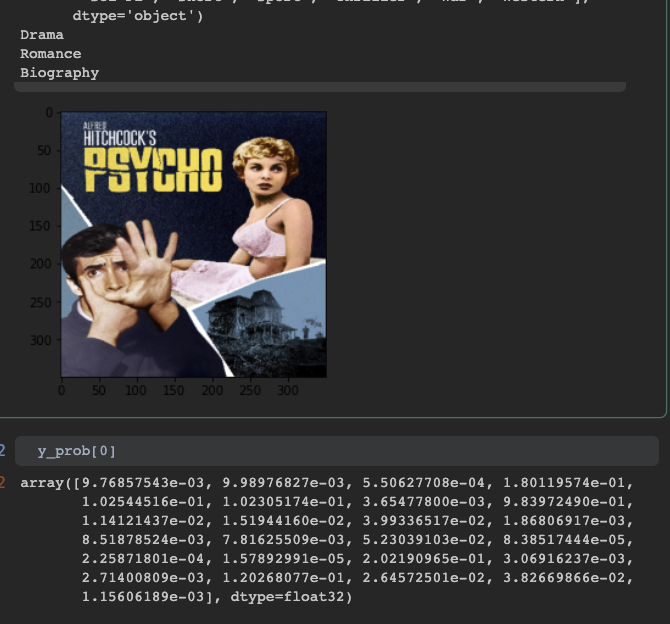 dtype='object')
Drama
Romance
Biography
0
50
100
150
200
250
300
ALFRED
HITCHCOCK'S
PSYCHO
0 50 100 150 200 250 300
2 y_prob[0]
2 array([9.76857543e-03, 9.98976827e-03, 5.50627708e-04, 1.80119574e-01,
1.02544516e-01, 1.02305174e-01, 3.65477800e-03, 9.83972490e-01,
1.14121437e-02, 1.51944160e-02, 3.99336517e-02, 1.86806917e-03,
8.51878524e-03, 7.81625509e-03, 5.23039103e-02, 8.38517444e-05,
2.25871801e-04, 1.57892991e-05, 2.02190965e-01, 3.06916237e-03,
2.71400809e-03, 1.20268077e-01, 2.64572501e-02, 3.82669866e-02,
1.15606189e-03], dtype=float32)